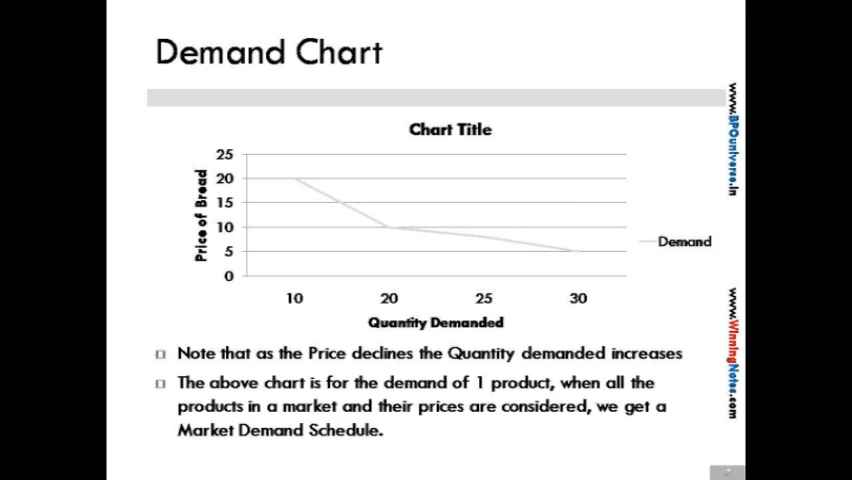 Demand Chart
Chart Title
25
20
15
10
5
0
Price of Bread
10 20 25 30
Quantity Demanded
Demand
Note that as the Price declines the Quantity demanded increases
The above chart is for the demand of 1 product, when all the
products in a market and their prices are considered, we get a
Market Demand Schedule.
www.BPOuniverse.in
www.WinningNotes.com